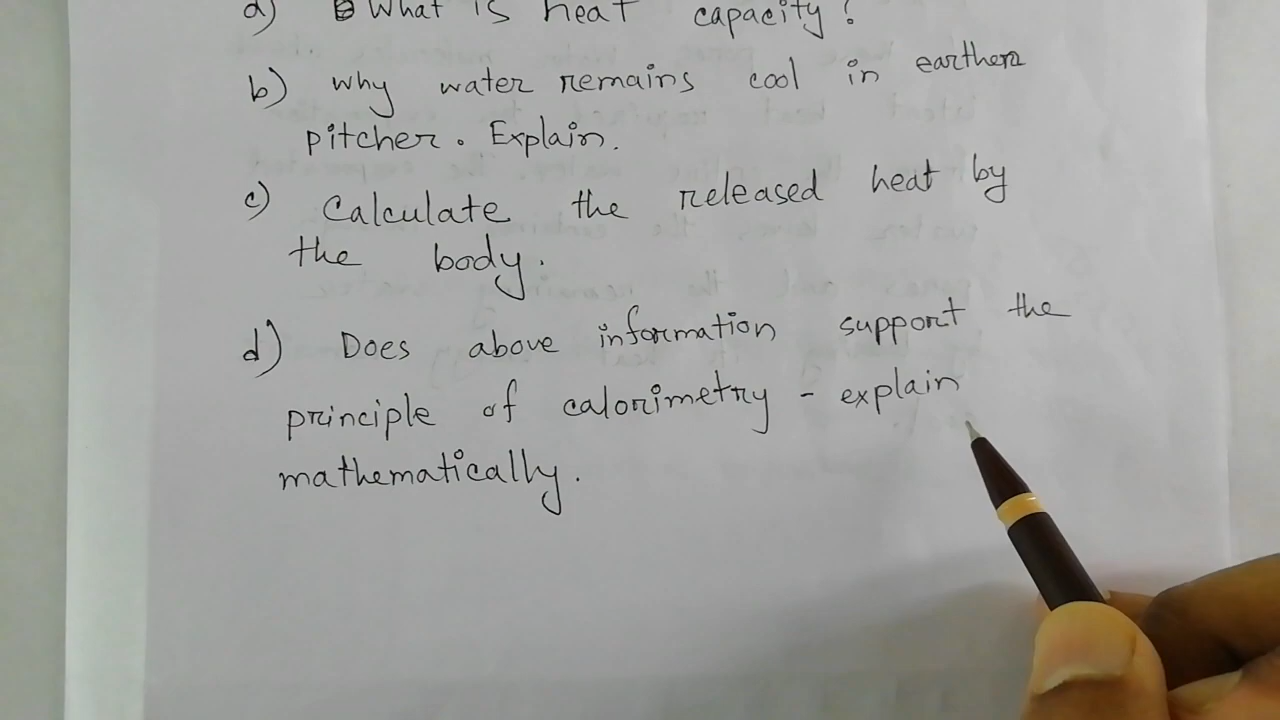 a) What is heat capacity?
b) Why water remains cool in earthen
pitcher. Explain.
c) Calculate the released heat by
the body.
d) Does above information support the
principle of calorimetry - explain
mathematically.